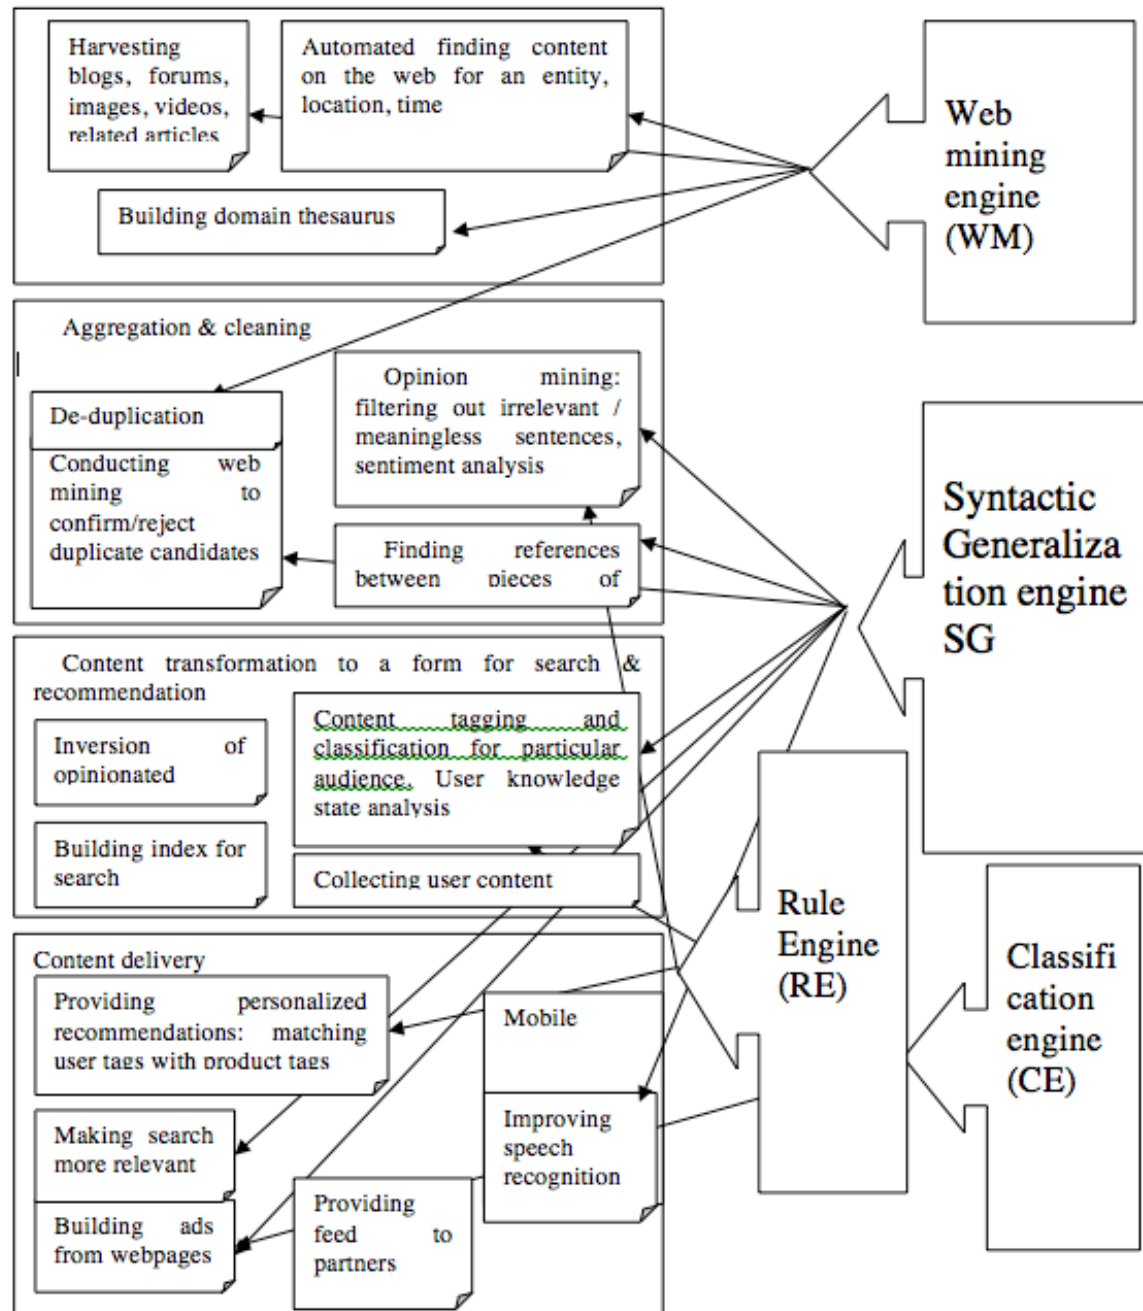 Harvesting
blogs, forums,
images, videos,
related articles
Automated finding content
on the web for an entity,
location, time
Building domain thesaurus
Web
mining
engine
(WM)
Aggregation & cleaning
De-duplication
Conducting web
mining to
confirm/reject
duplicate candidates
Opinion mining:
filtering out irrelevant /
meaningless sentences,
sentiment analysis
Finding references
between pieces of
Syntactic
Generaliza
tion engine
SG
Content transformation to a form for search &
recommendation
Inversion of
opinionated
Building index for
search
Content tagging and
classification for particular
audience. User knowledge
state analysis
Collecting user content
Rule
Engine
(RE)
Classifi
cation
engine
(CE)
Content delivery
Providing personalized
recommendations: matching
user tags with product tags
Making search
more relevant
Building ads
from webpages
Providing
feed to
partners
Mobile
Improving
speech
recognition